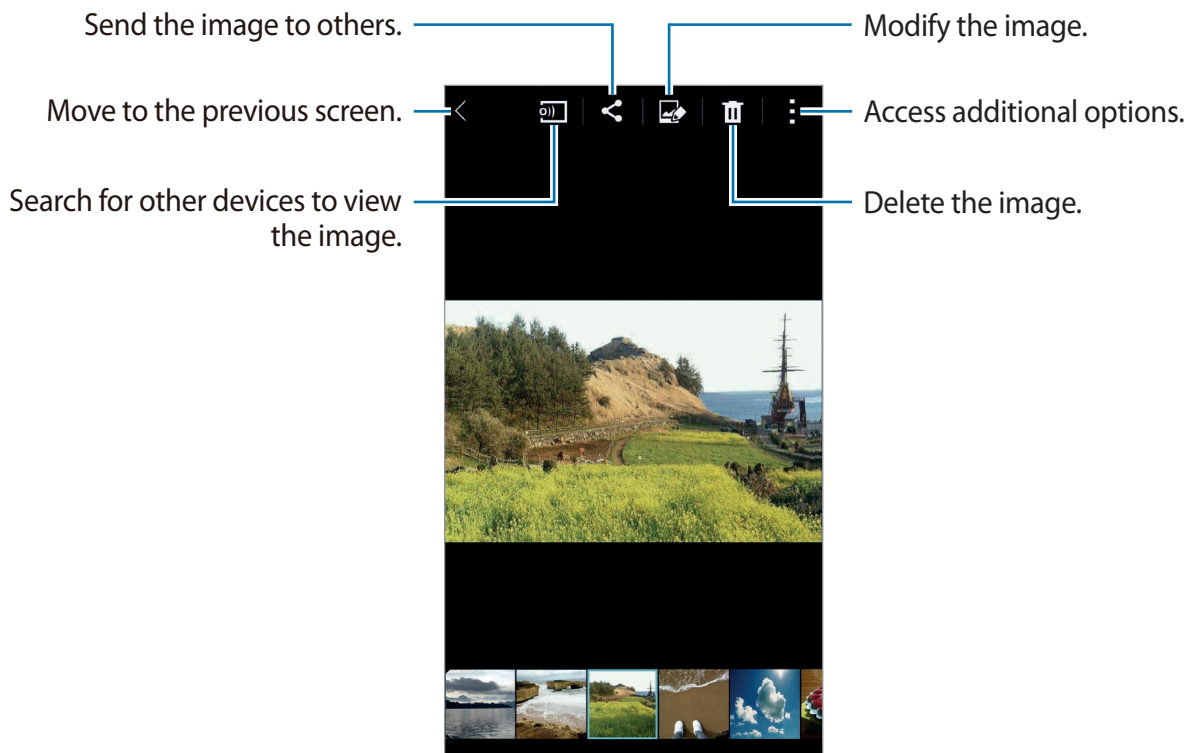 Send the image to others.
Modify the image.
Move to the previous screen.
Access additional options.
Search for other devices to view
the image.
Delete the image.